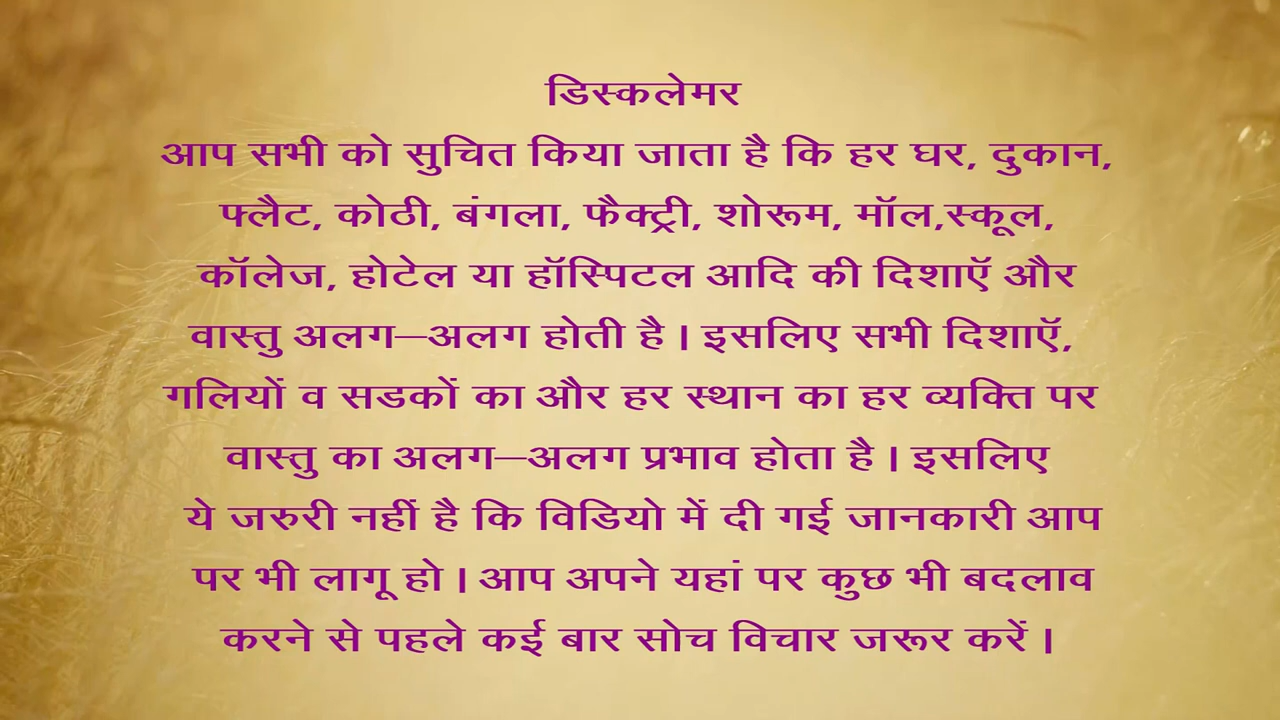 डिस्कलेमर
आप सभी को सुचित किया जाता है कि हर घर, दुकान,
फ्लैट, कोठी, बंगला, फैक्ट्री, शोरूम, मॉल,स्कूल,
कॉलेज, होटेल या हॉस्पिटल आदि की दिशाऍ और
वास्तु अलग–अलग होती है । इसलिए सभी दिशाऍ,
गलियों व सडकों का और हर स्थान का हर व्यक्ति पर
वास्तु का अलग–अलग प्रभाव होता है । इसलिए
ये जरुरी नहीं है कि विडियो में दी गई जानकारी आप
पर भी लागू हो । आप अपने यहां पर कुछ भी बदलाव
करने से पहले कई बार सोच विचार जरूर करें ।